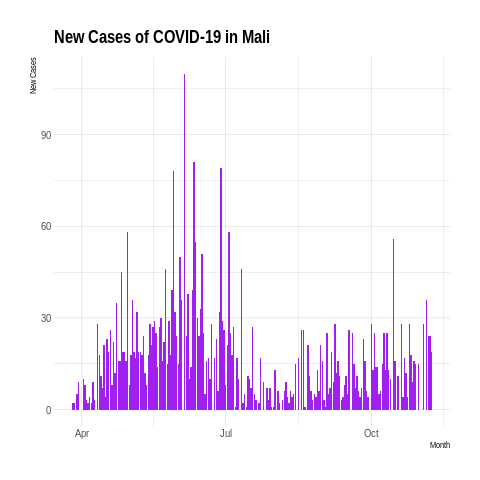 New Cases of COVID-19 in Mali
New Cases
90
60
30
0
Apr
Jul
Oct
Month